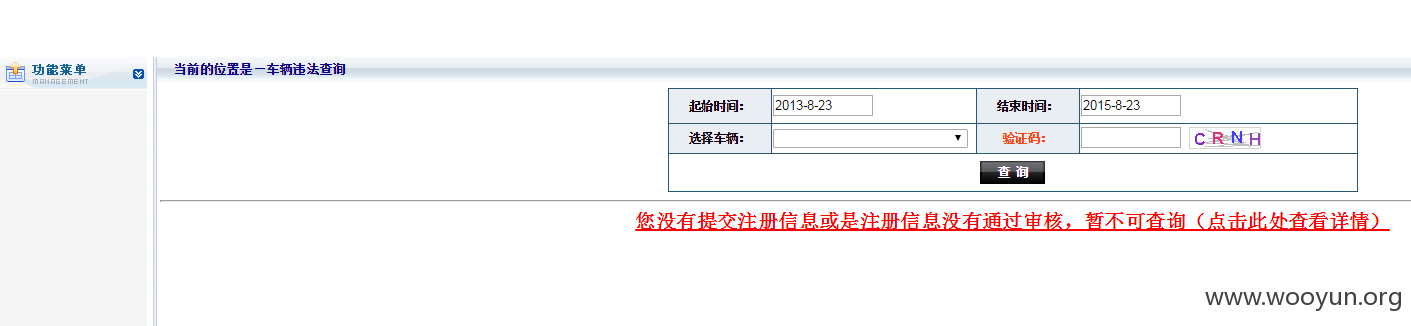 功能菜单
MANAGEMENT
当前的位置是－车辆违法查询
起始时间： 2013-8-23 结束时间： 2015-8-23
选择车辆： 验证码： CRNH
查 询
您没有提交注册信息或是注册信息没有通过审核，暂不可查询（点击此处查看详情）
www.wooyun.org